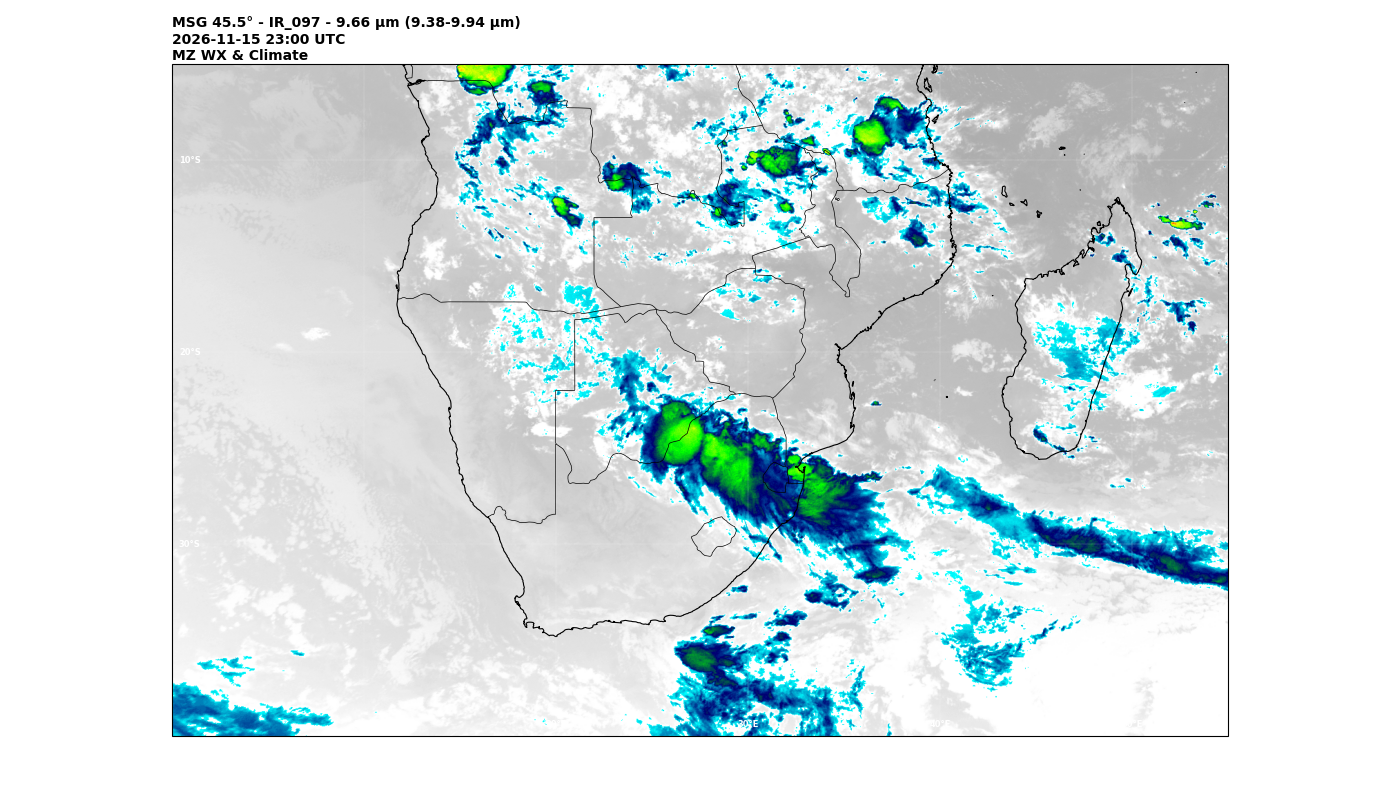 MSG 45.5° - IR_097 - 9.66 µm (9.38-9.94 µm)
2026-11-15 23:00 UTC
MZ WX & Climate
10°S
20°S
30°S
20°E